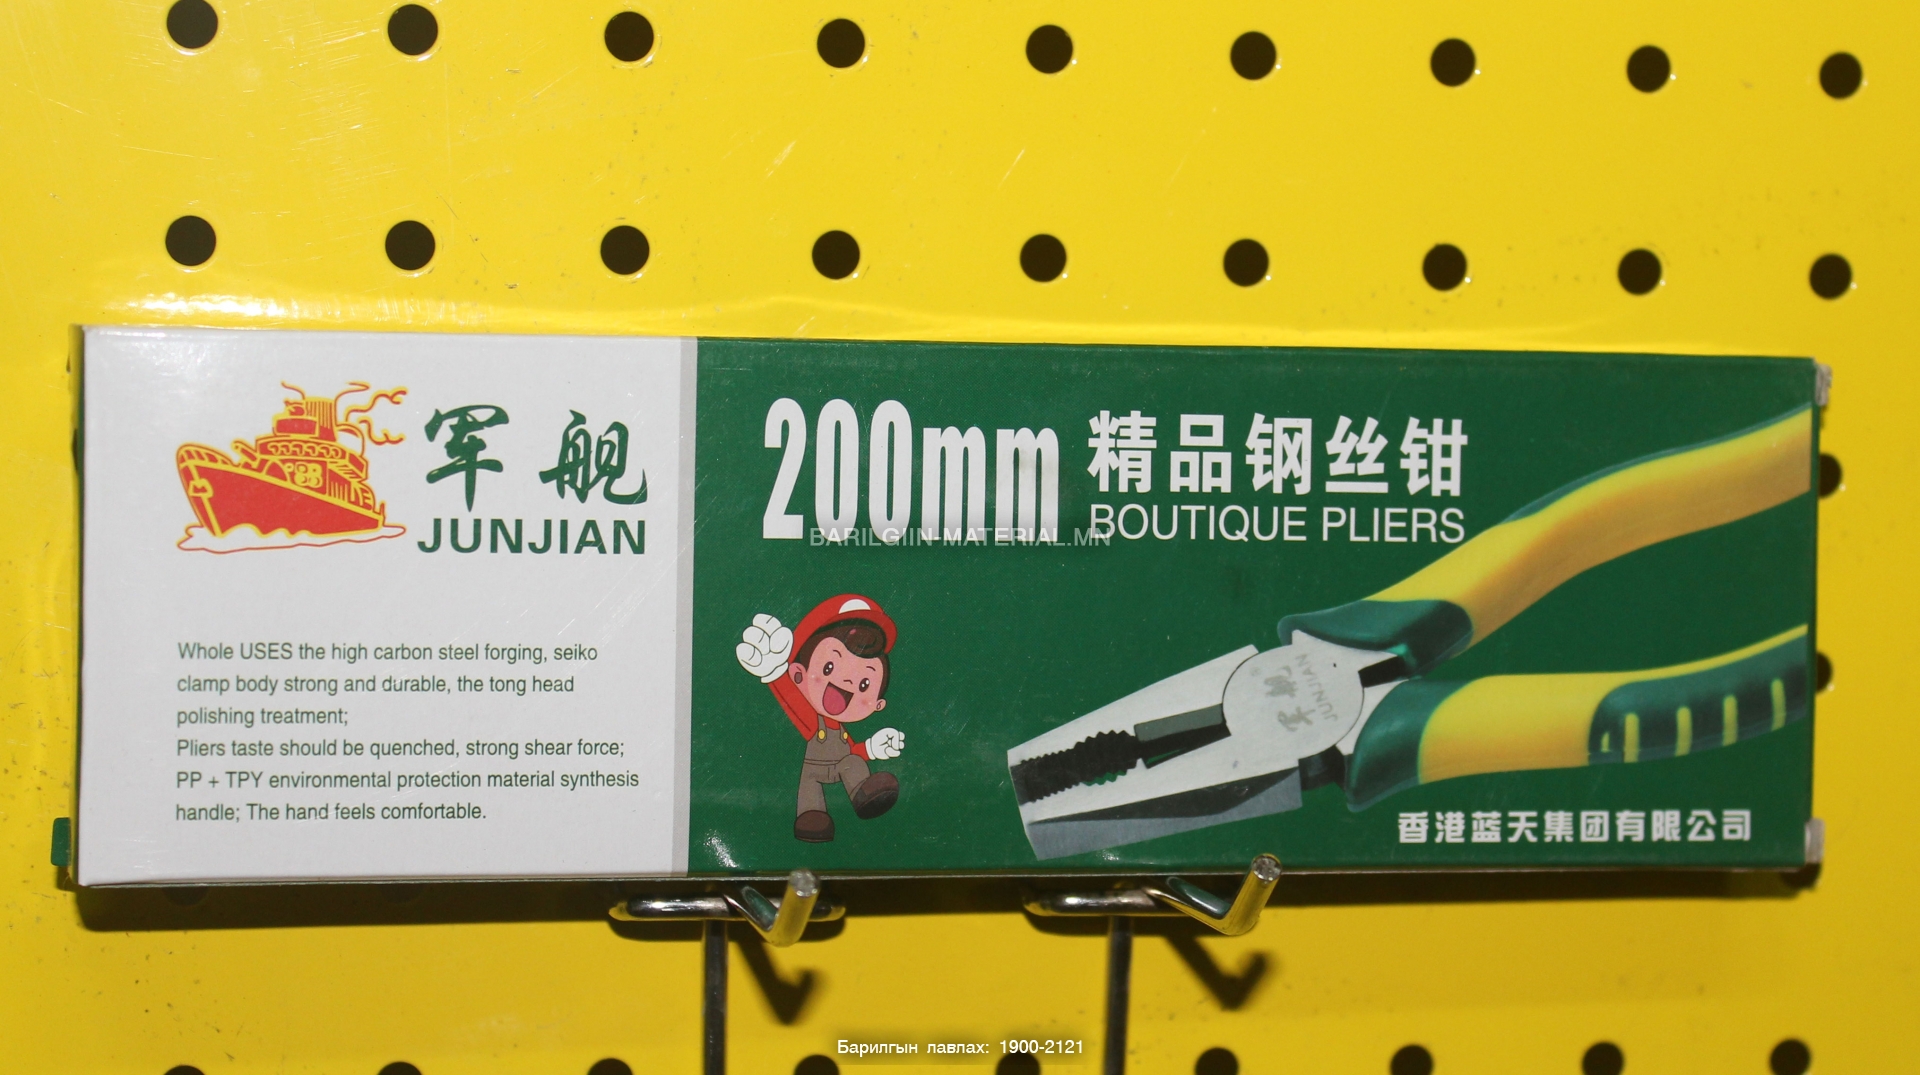 军舰
JUNJIAN
Whole USES the high carbon steel forging, seiko
clamp body strong and durable, the tong head
polishing treatment;
Pliers taste should be quenched, strong shear force;
PP + TPY environmental protection material synthesis
handle; The hand feels comfortable.
200mm 精品钢丝钳
BOUTIQUE PLIERS
BARILGIIN-MATERIAL.MN
军舰
JUNJIAN
香港蓝天集团有限公司
Барилгын лавлах: 1900-2121